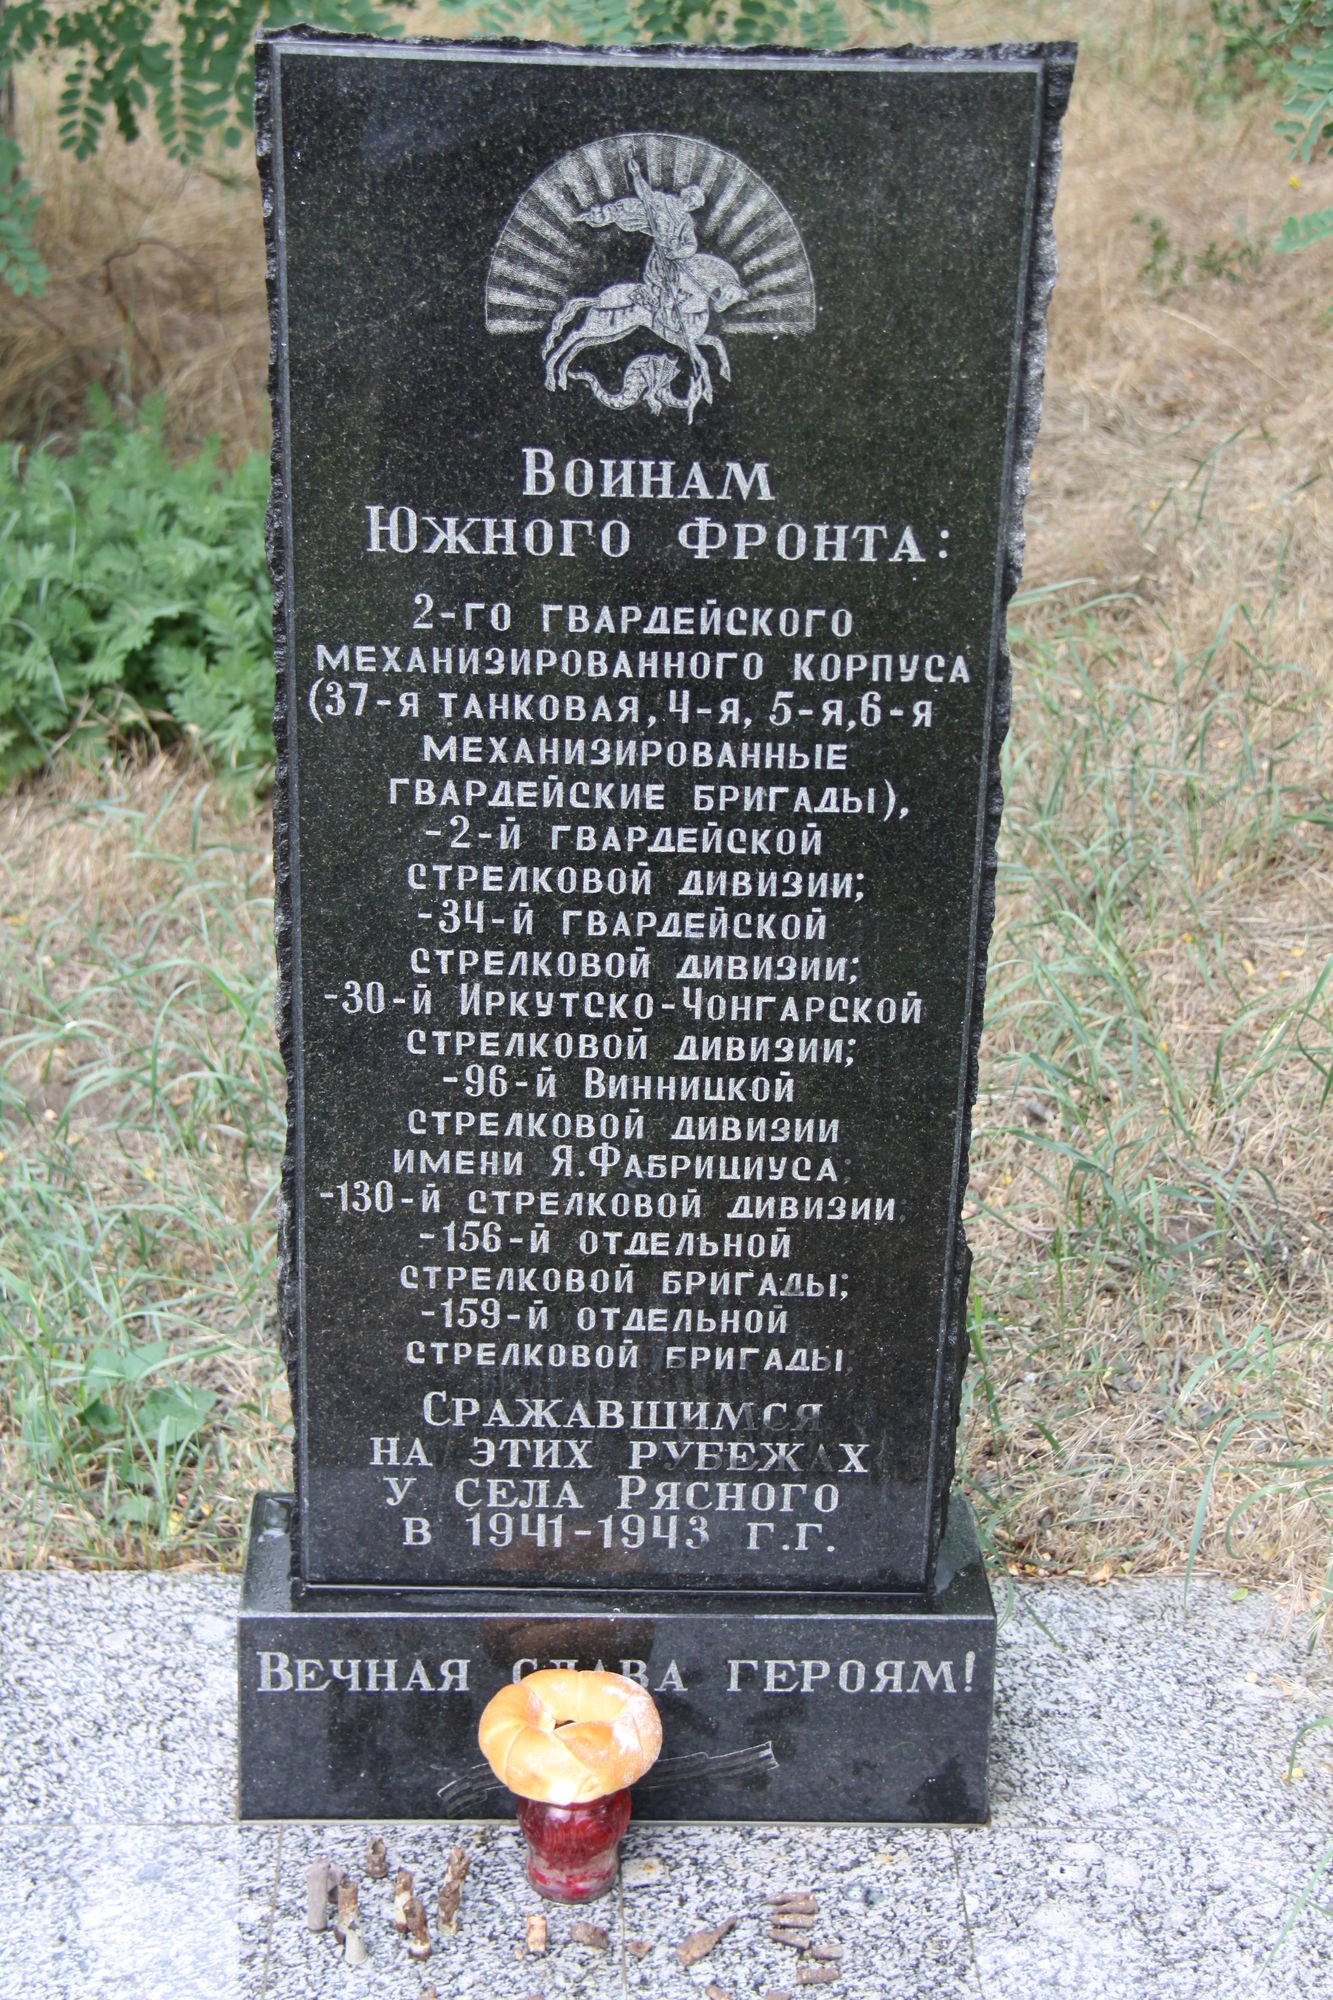 Воинам
Южного фронта:
2-го гвардейского
механизированного корпуса
(37-я танковая, 4-я, 5-я, 6-я
механизированные
гвардейские бригады),
-2-й гвардейской
стрелковой дивизии;
-34-й гвардейской
стрелковой дивизии;
-30-й Иркутско-Чонгарской
стрелковой дивизии;
-96-й Винницкой
стрелковой дивизии
имени Я.Фабрициуса;
-130-й стрелковой дивизии;
-156-й отдельной
стрелковой бригады;
-159-й отдельной
стрелковой бригады
Сражавшимся
на этих рубежах
у села Рясного
в 1941-1943 г.г.
Вечная слава героям!